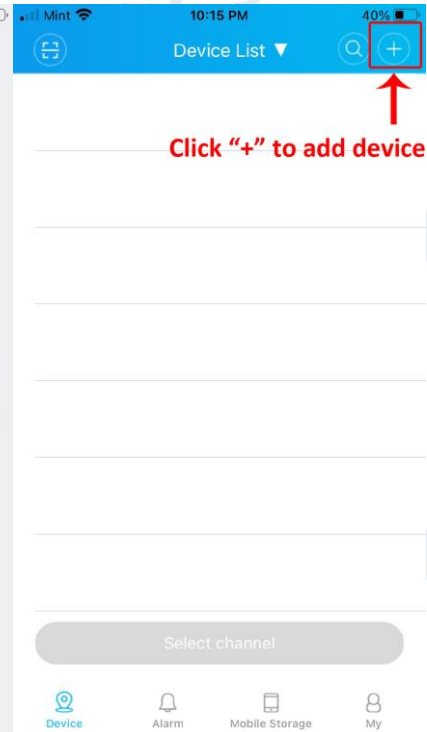 Mint 10:15 PM 40%
Device List ▼
Click “+” to add device
Select channel
Device Alarm Mobile Storage My